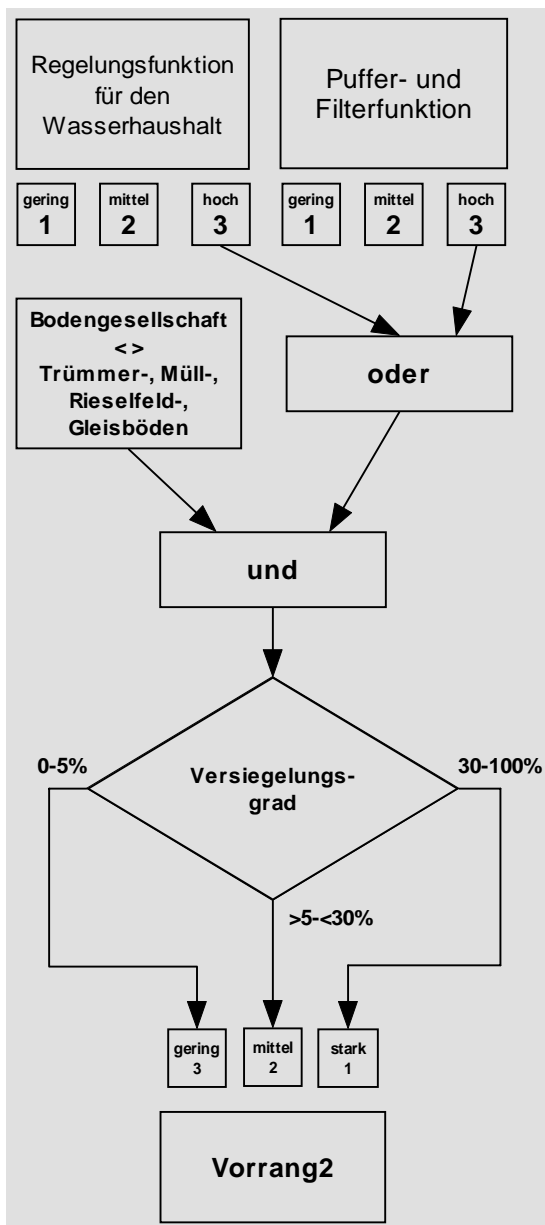 Regelungsfunktion
für den
Wasserhaushalt
Puffer- und
Filterfunktion
gering
1
mittel
2
hoch
3
gering
1
mittel
2
hoch
3
Bodengesellschaft
< >
Trümmer-, Müll-,
Rieselfeld-,
Gleisböden
oder
und
0-5%
Versiegelungs-
grad
30-100%
>5-<30%
gering
3
mittel
2
stark
1
Vorrang2